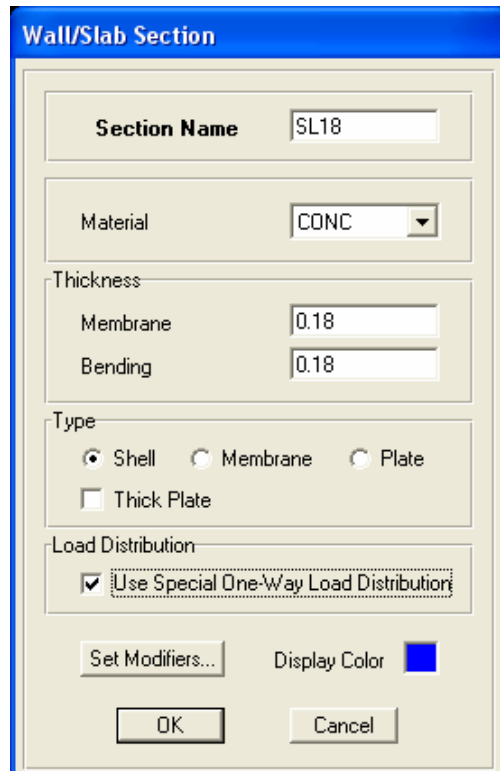 Wall/Slab Section
Section Name SL18
Material CONC
Thickness
Membrane 0.18
Bending 0.18
Type
Shell Membrane Plate
Thick Plate
Load Distribution
Use Special One-Way Load Distribution
Set Modifiers... Display Color
OK Cancel